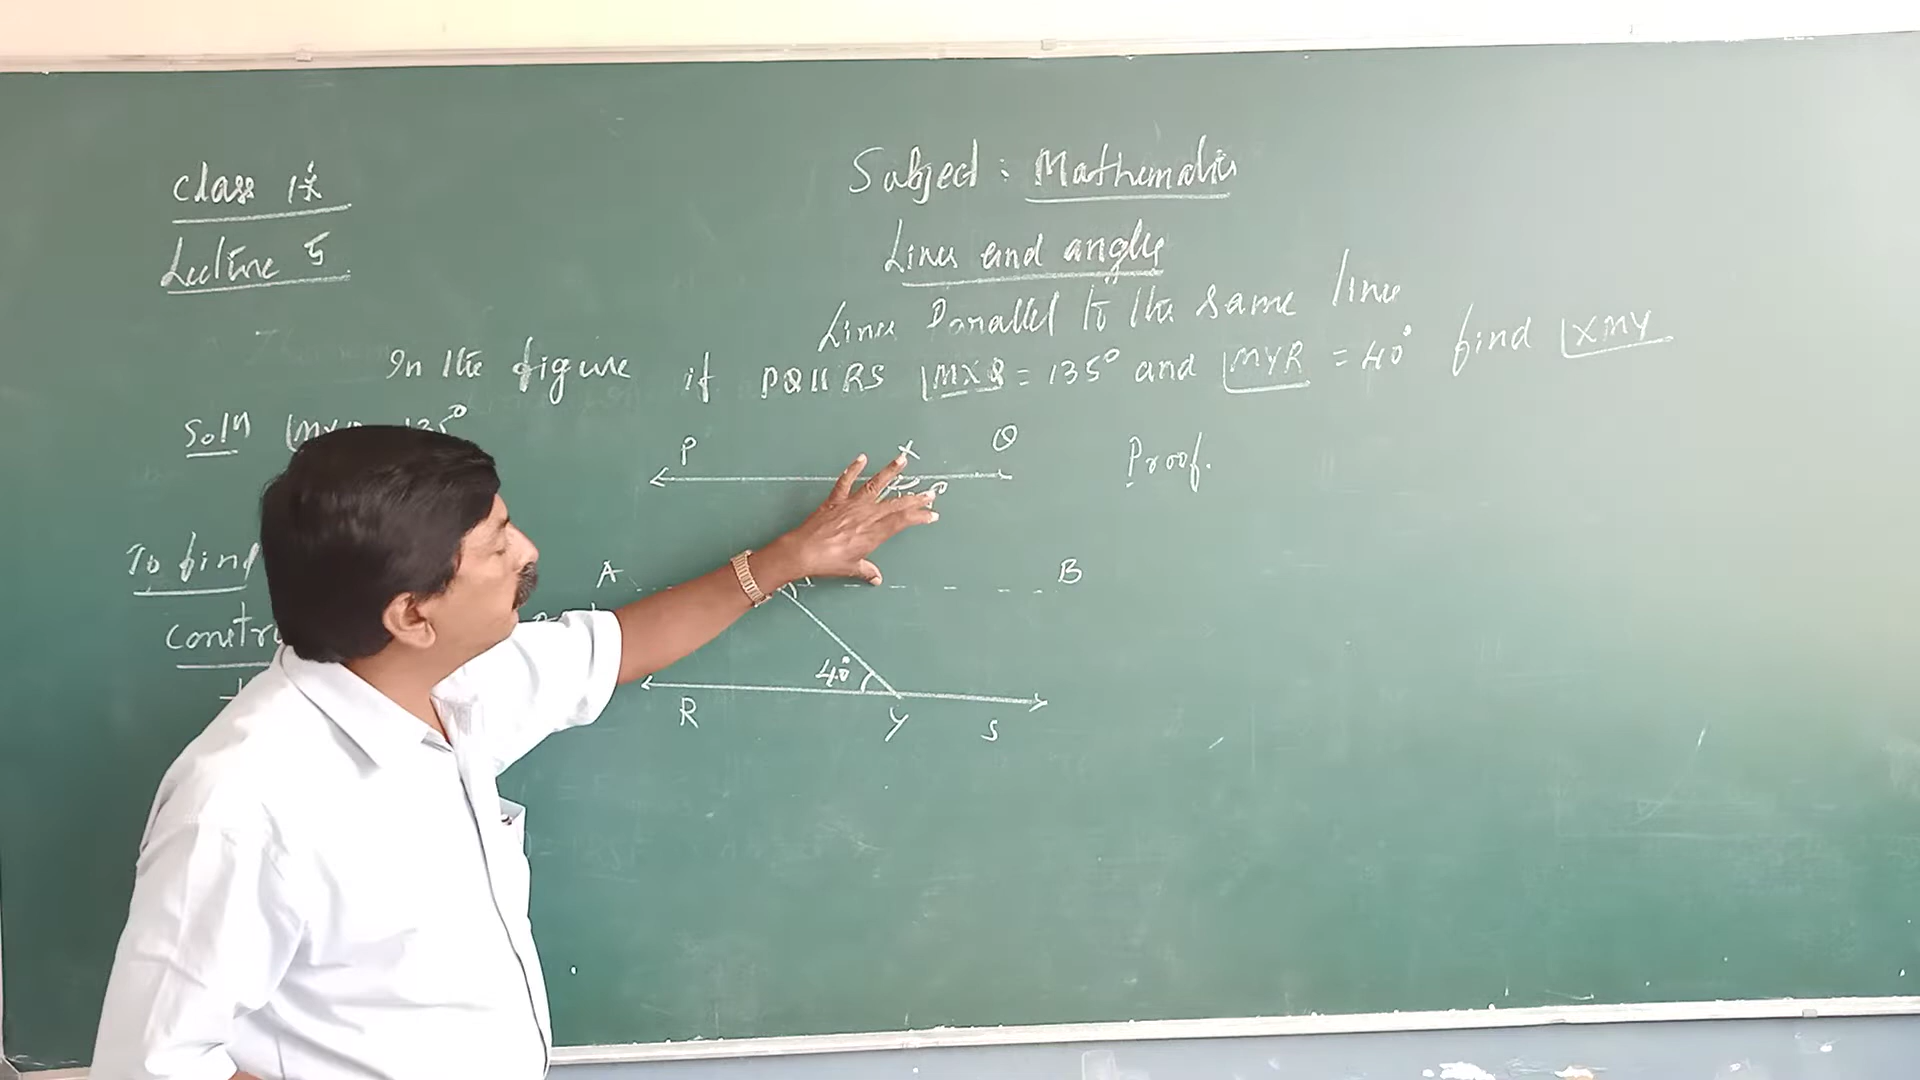 Class IX
Subject : Mathematics
Lecture 5
Lines and angles
Lines Parallel to the same line
In the figure if PQ || RS ∠MXQ = 135° and ∠MYR = 40° find ∠XMY
Soln 135°
P X Q
Proof.
To find
A B
40°
R Y S